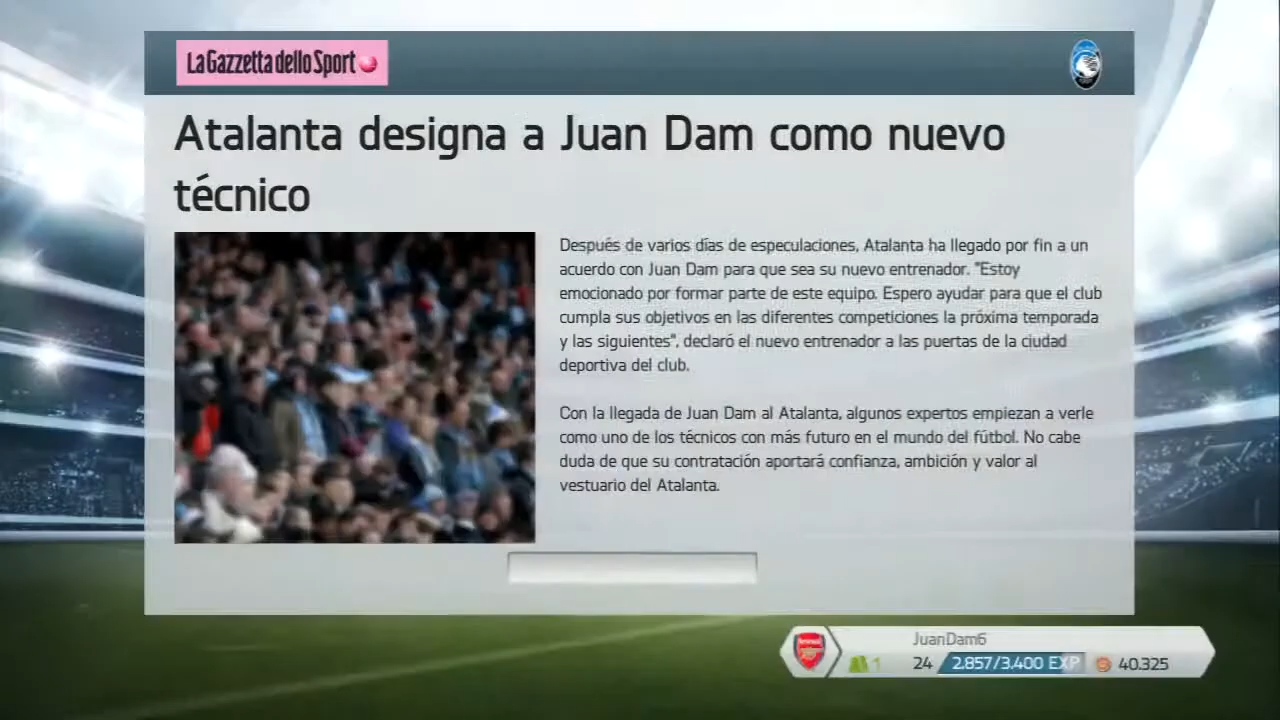 La Gazzetta dello Sport
Atalanta designa a Juan Dam como nuevo
técnico
Después de varios días de especulaciones, Atalanta ha llegado por fin a un
acuerdo con Juan Dam para que sea su nuevo entrenador. "Estoy
emocionado por formar parte de este equipo. Espero ayudar para que el club
cumpla sus objetivos en las diferentes competiciones la próxima temporada
y las siguientes", declaró el nuevo entrenador a las puertas de la ciudad
deportiva del club.
Con la llegada de Juan Dam al Atalanta, algunos expertos empiezan a verle
como uno de los técnicos con más futuro en el mundo del fútbol. No cabe
duda de que su contratación aportará confianza, ambición y valor al
vestuario del Atalanta.
JuanDam6
1 24 2.857/3.400 EXP 40.325